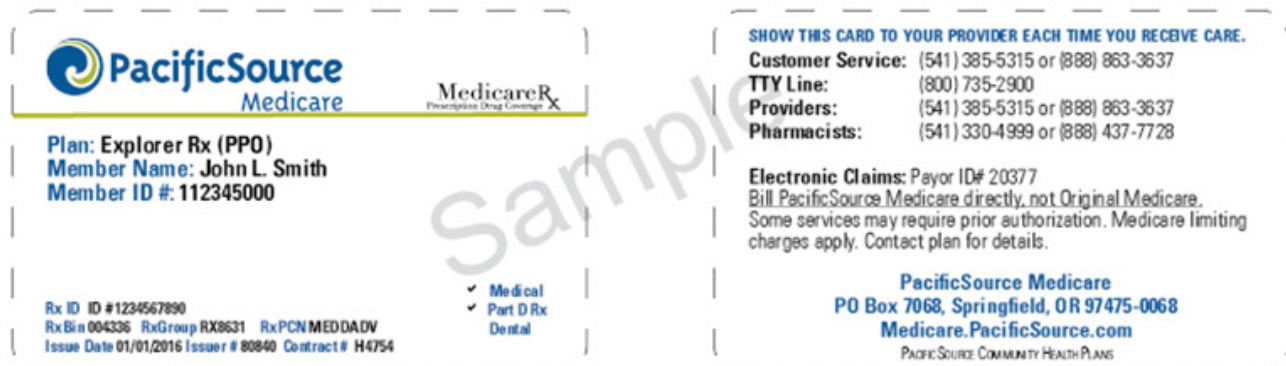 PacificSource
Medicare
MedicareRx
Prescription Drug Coverage
Plan: Explorer Rx (PPO)
Member Name: John L. Smith
Member ID #: 112345000
✓ Medical
✓ Part D Rx
Dental
Rx ID ID #1234567890
RxBin 004336 RxGroup RX8631 RxPCN MEDDADV
Issue Date 01/01/2016 Issuer # 80840 Contract # H4754
Sample
SHOW THIS CARD TO YOUR PROVIDER EACH TIME YOU RECEIVE CARE.
Customer Service: (541) 385-5315 or (888) 863-3637
TTY Line: (800) 735-2900
Providers: (541) 385-5315 or (888) 863-3637
Pharmacists: (541) 330-4999 or (888) 437-7728
Electronic Claims: Payor ID# 20377
Bill PacificSource Medicare directly, not Original Medicare.
Some services may require prior authorization. Medicare limiting
charges apply. Contact plan for details.
PacificSource Medicare
PO Box 7068, Springfield, OR 97475-0068
Medicare.PacificSource.com
PACIFICSOURCE COMMUNITY HEALTH PLANS